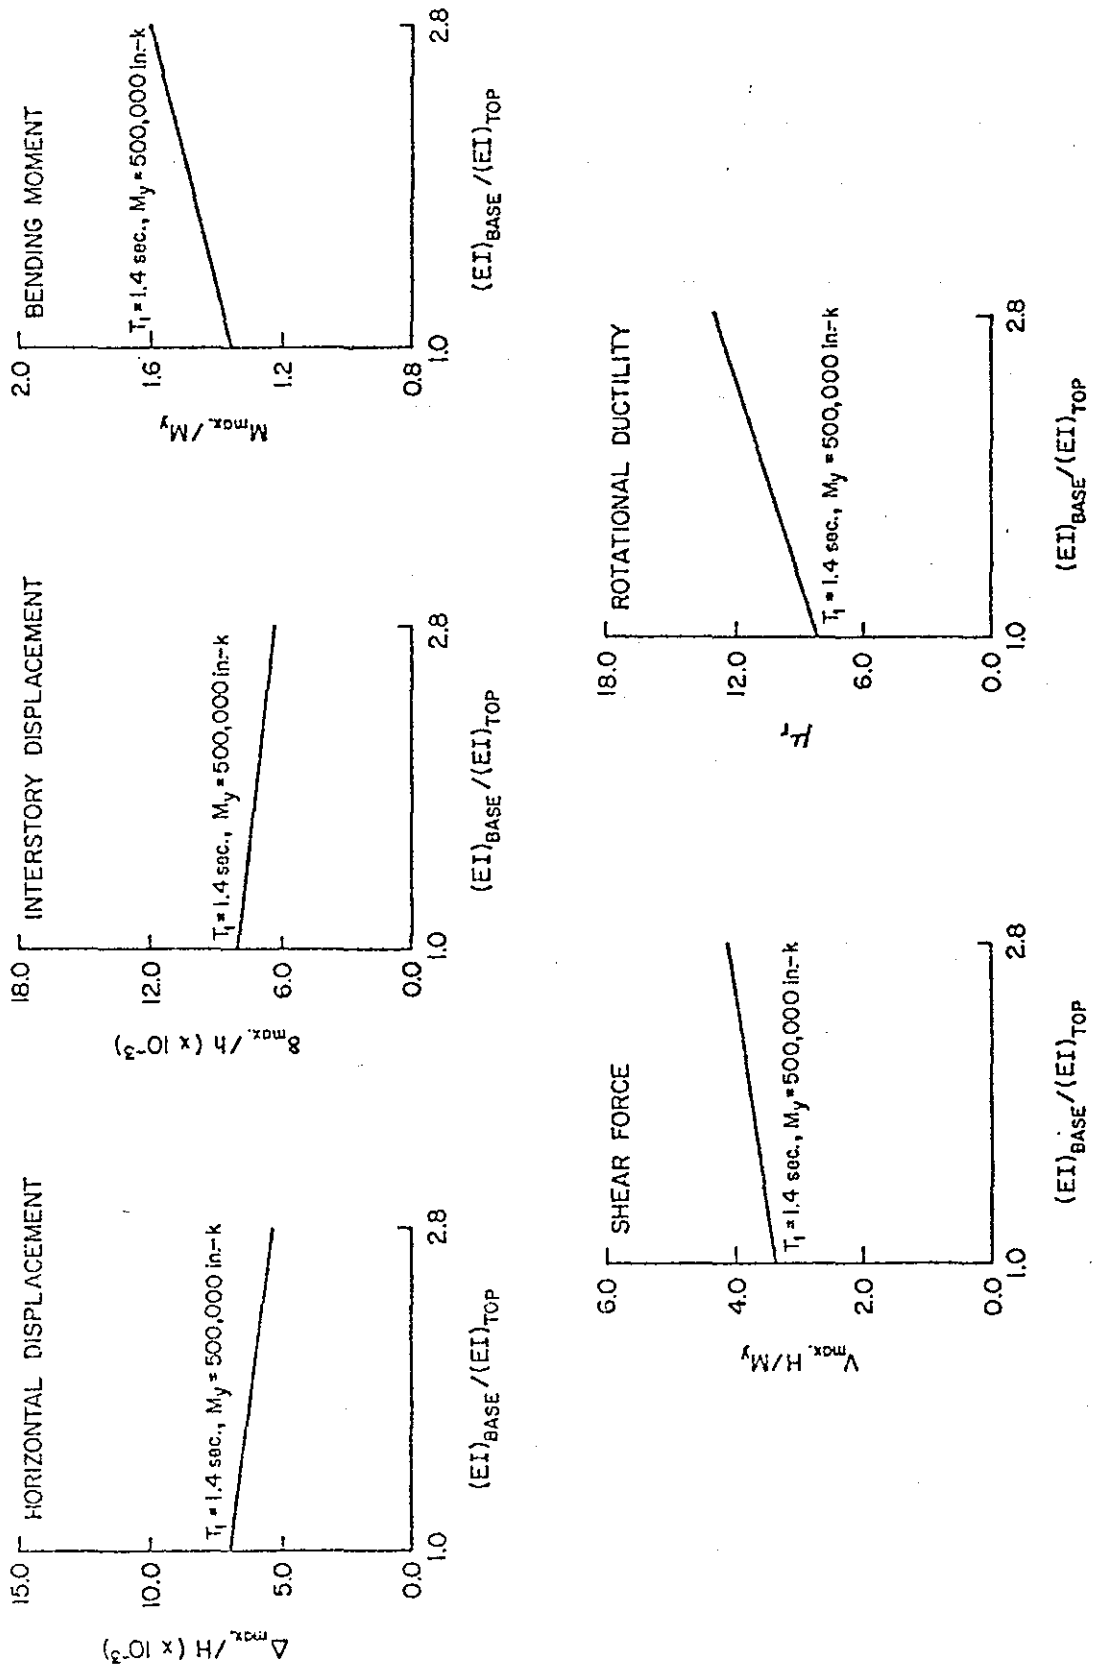 HORIZONTAL DISPLACEMENT
Δmax./H (x 10-3)
15.0
10.0
5.0
0.0
T1 = 1.4 sec., My = 500,000 in.-k
1.0
2.8
(EI)BASE/(EI)TOP
INTERSTORY DISPLACEMENT
δmax./h (x 10-3)
18.0
12.0
6.0
0.0
T1 = 1.4 sec., My = 500,000 in.-k
1.0
2.8
(EI)BASE/(EI)TOP
BENDING MOMENT
Mmax./My
2.0
1.6
1.2
0.8
T1 = 1.4 sec., My = 500,000 in.-k
1.0
2.8
(EI)BASE/(EI)TOP
SHEAR FORCE
Vmax. H/My
6.0
4.0
2.0
0.0
T1 = 1.4 sec., My = 500,000 in.-k
1.0
2.8
(EI)BASE/(EI)TOP
ROTATIONAL DUCTILITY
μr
18.0
12.0
6.0
0.0
T1 = 1.4 sec., My = 500,000 in.-k
1.0
2.8
(EI)BASE/(EI)TOP